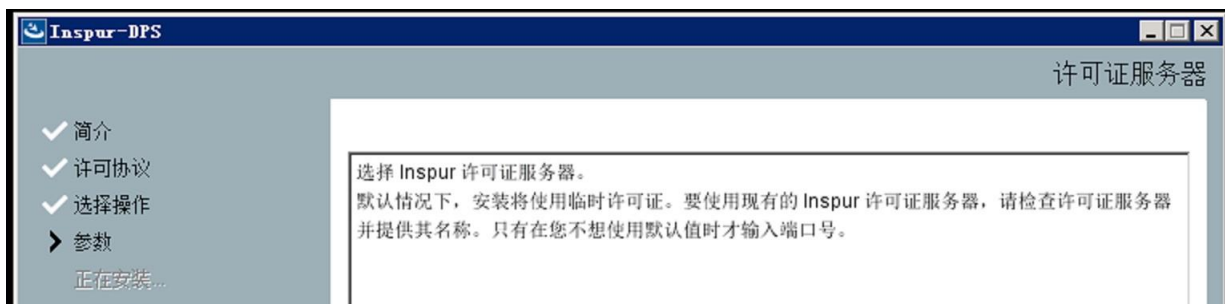 Inspur-DPS
许可证服务器
简介
许可协议
选择操作
参数
正在安装...
选择 Inspur 许可证服务器。
默认情况下，安装将使用临时许可证。要使用现有的 Inspur 许可证服务器，请检查许可证服务器
并提供其名称。只有在您不想使用默认值时才输入端口号。